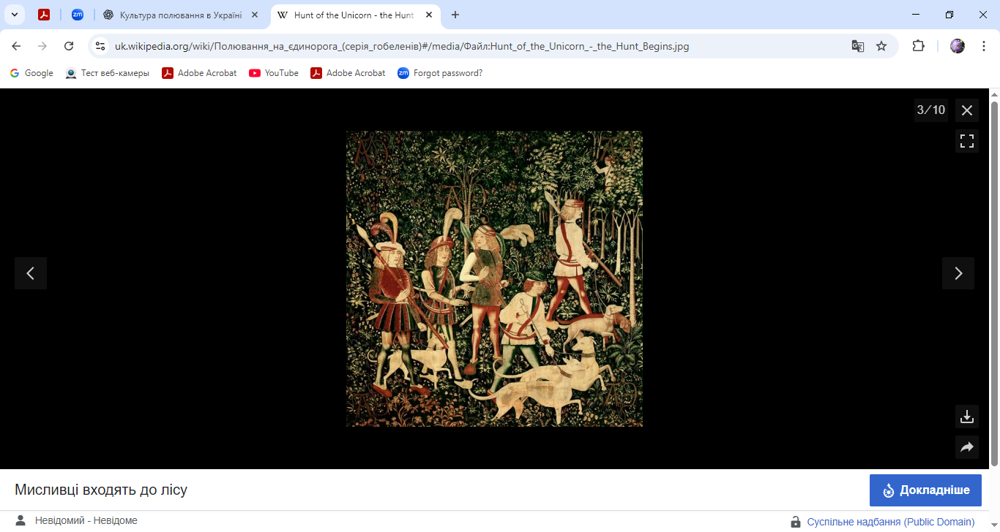 Культура полювання в Україні
Hunt of the Unicorn - the Hunt
uk.wikipedia.org/wiki/Полювання_на_єдинорога_(серія_гобеленів)#/media/Файл:Hunt_of_the_Unicorn_-_the_Hunt_Begins.jpg
Google Тест веб-камеры Adobe Acrobat YouTube Adobe Acrobat zm Forgot password?
3/10
Мисливці входять до лісу
Докладніше
Невідомий - Невідоме
Суспільне надбання (Public Domain)